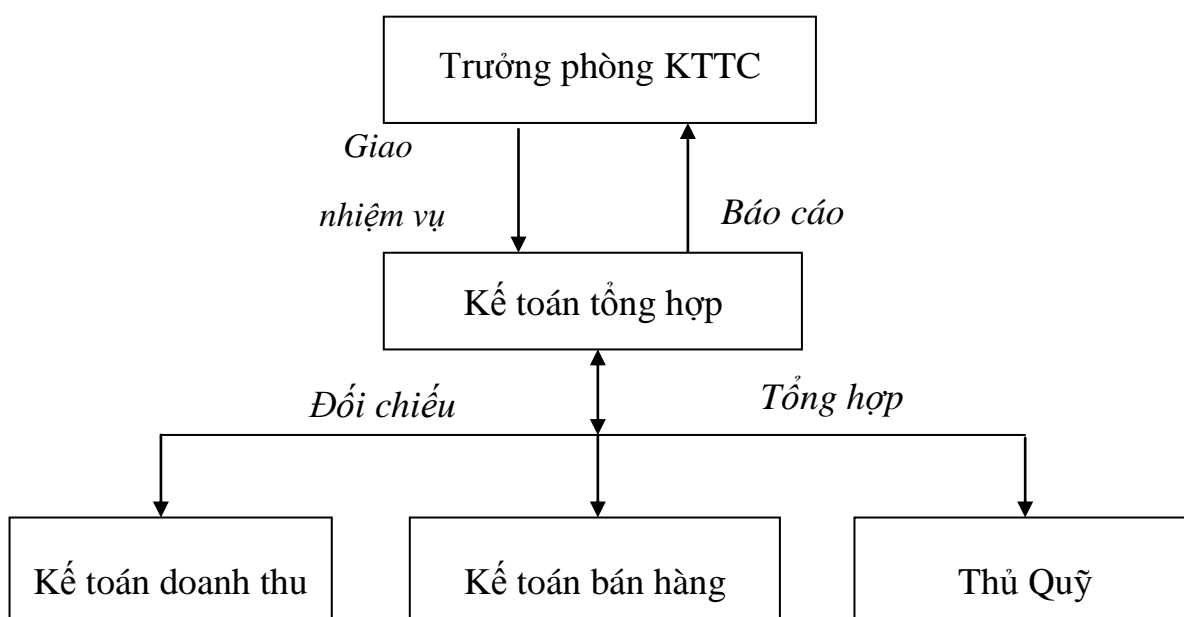 Trưởng phòng KTTC
Giao
nhiệm vụ
Báo cáo
Kế toán tổng hợp
Đối chiếu
Tổng hợp
Kế toán doanh thu
Kế toán bán hàng
Thủ Quỹ